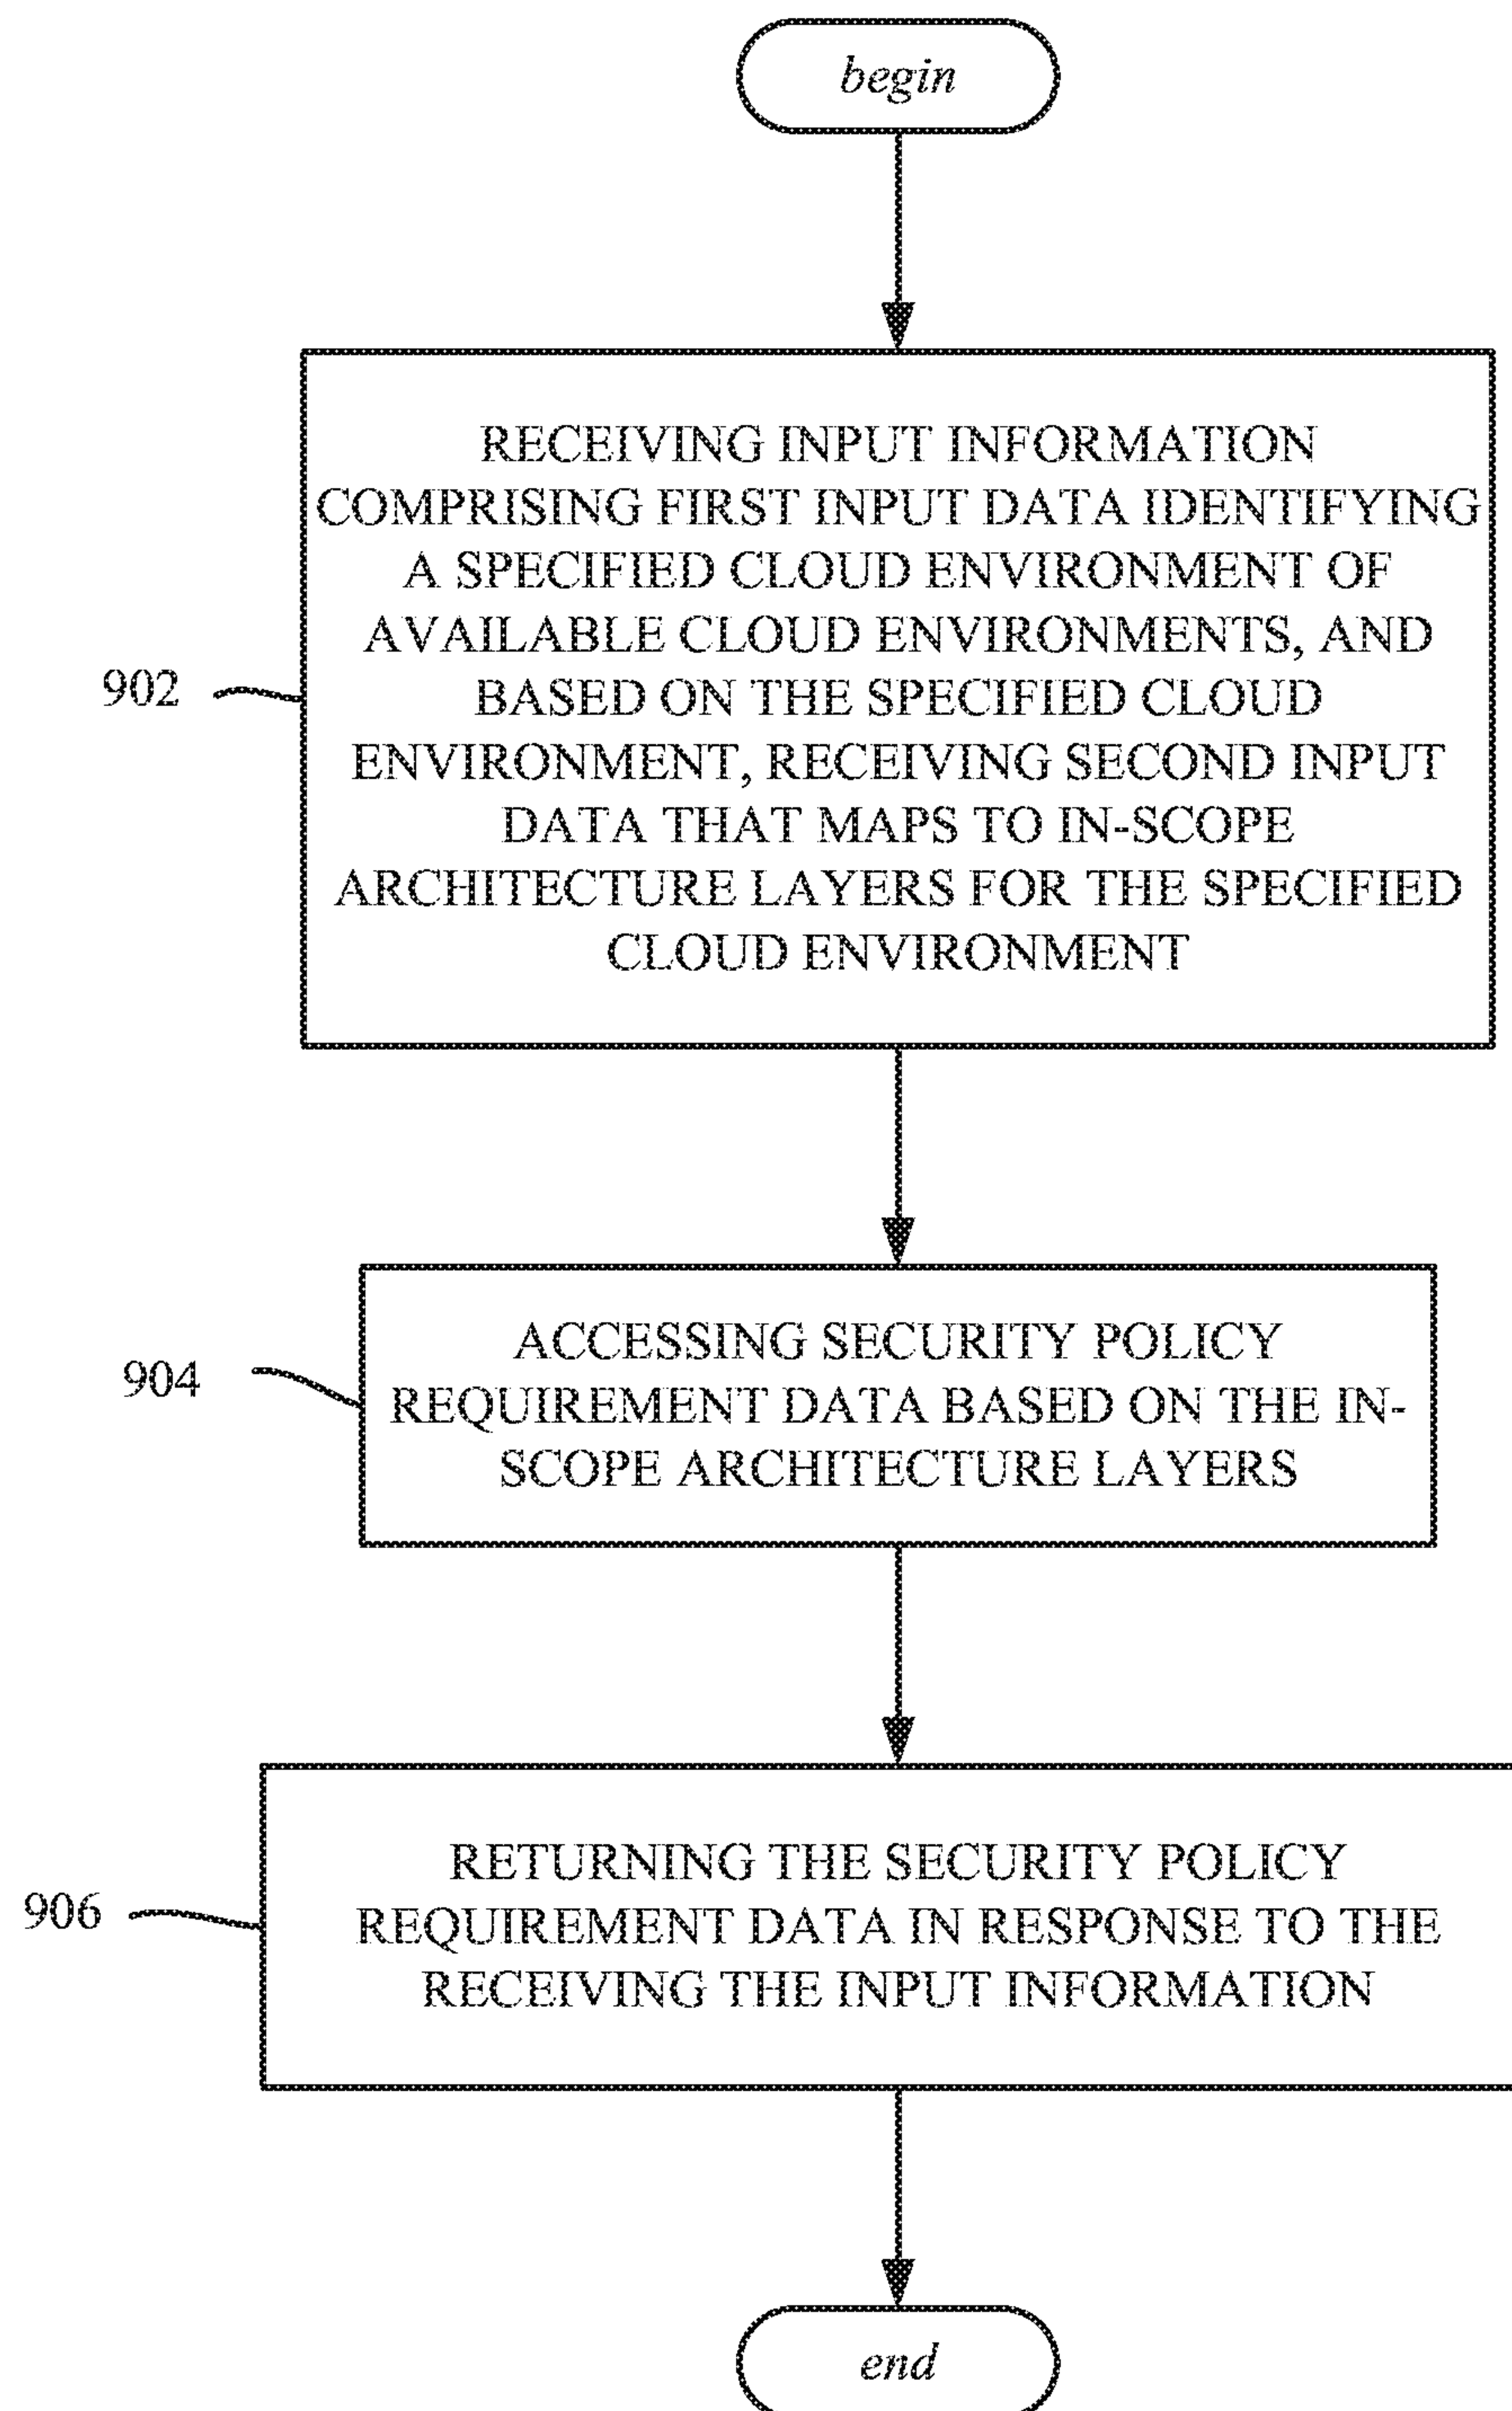 begin
RECEIVING INPUT INFORMATION
COMPRISING FIRST INPUT DATA IDENTIFYING
A SPECIFIED CLOUD ENVIRONMENT OF
AVAILABLE CLOUD ENVIRONMENTS, AND
BASED ON THE SPECIFIED CLOUD
ENVIRONMENT, RECEIVING SECOND INPUT
DATA THAT MAPS TO IN-SCOPE
ARCHITECTURE LAYERS FOR THE SPECIFIED
CLOUD ENVIRONMENT
902
ACCESSING SECURITY POLICY
REQUIREMENT DATA BASED ON THE IN-
SCOPE ARCHITECTURE LAYERS
904
RETURNING THE SECURITY POLICY
REQUIREMENT DATA IN RESPONSE TO THE
RECEIVING THE INPUT INFORMATION
906
end